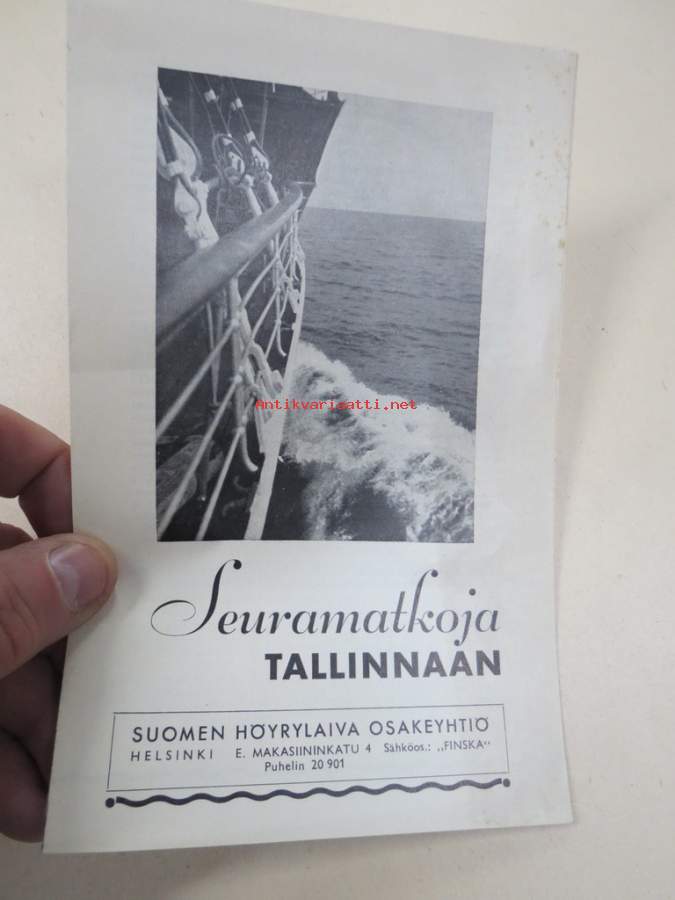 Antikvariaatti.net
Seuramatkoja
TALLINNAAN
SUOMEN HÖYRYLAIVA OSAKEYHTIÖ
HELSINKI E. MAKASIININKATU 4 Sähköos.: „FINSKA“
Puhelin 20 901